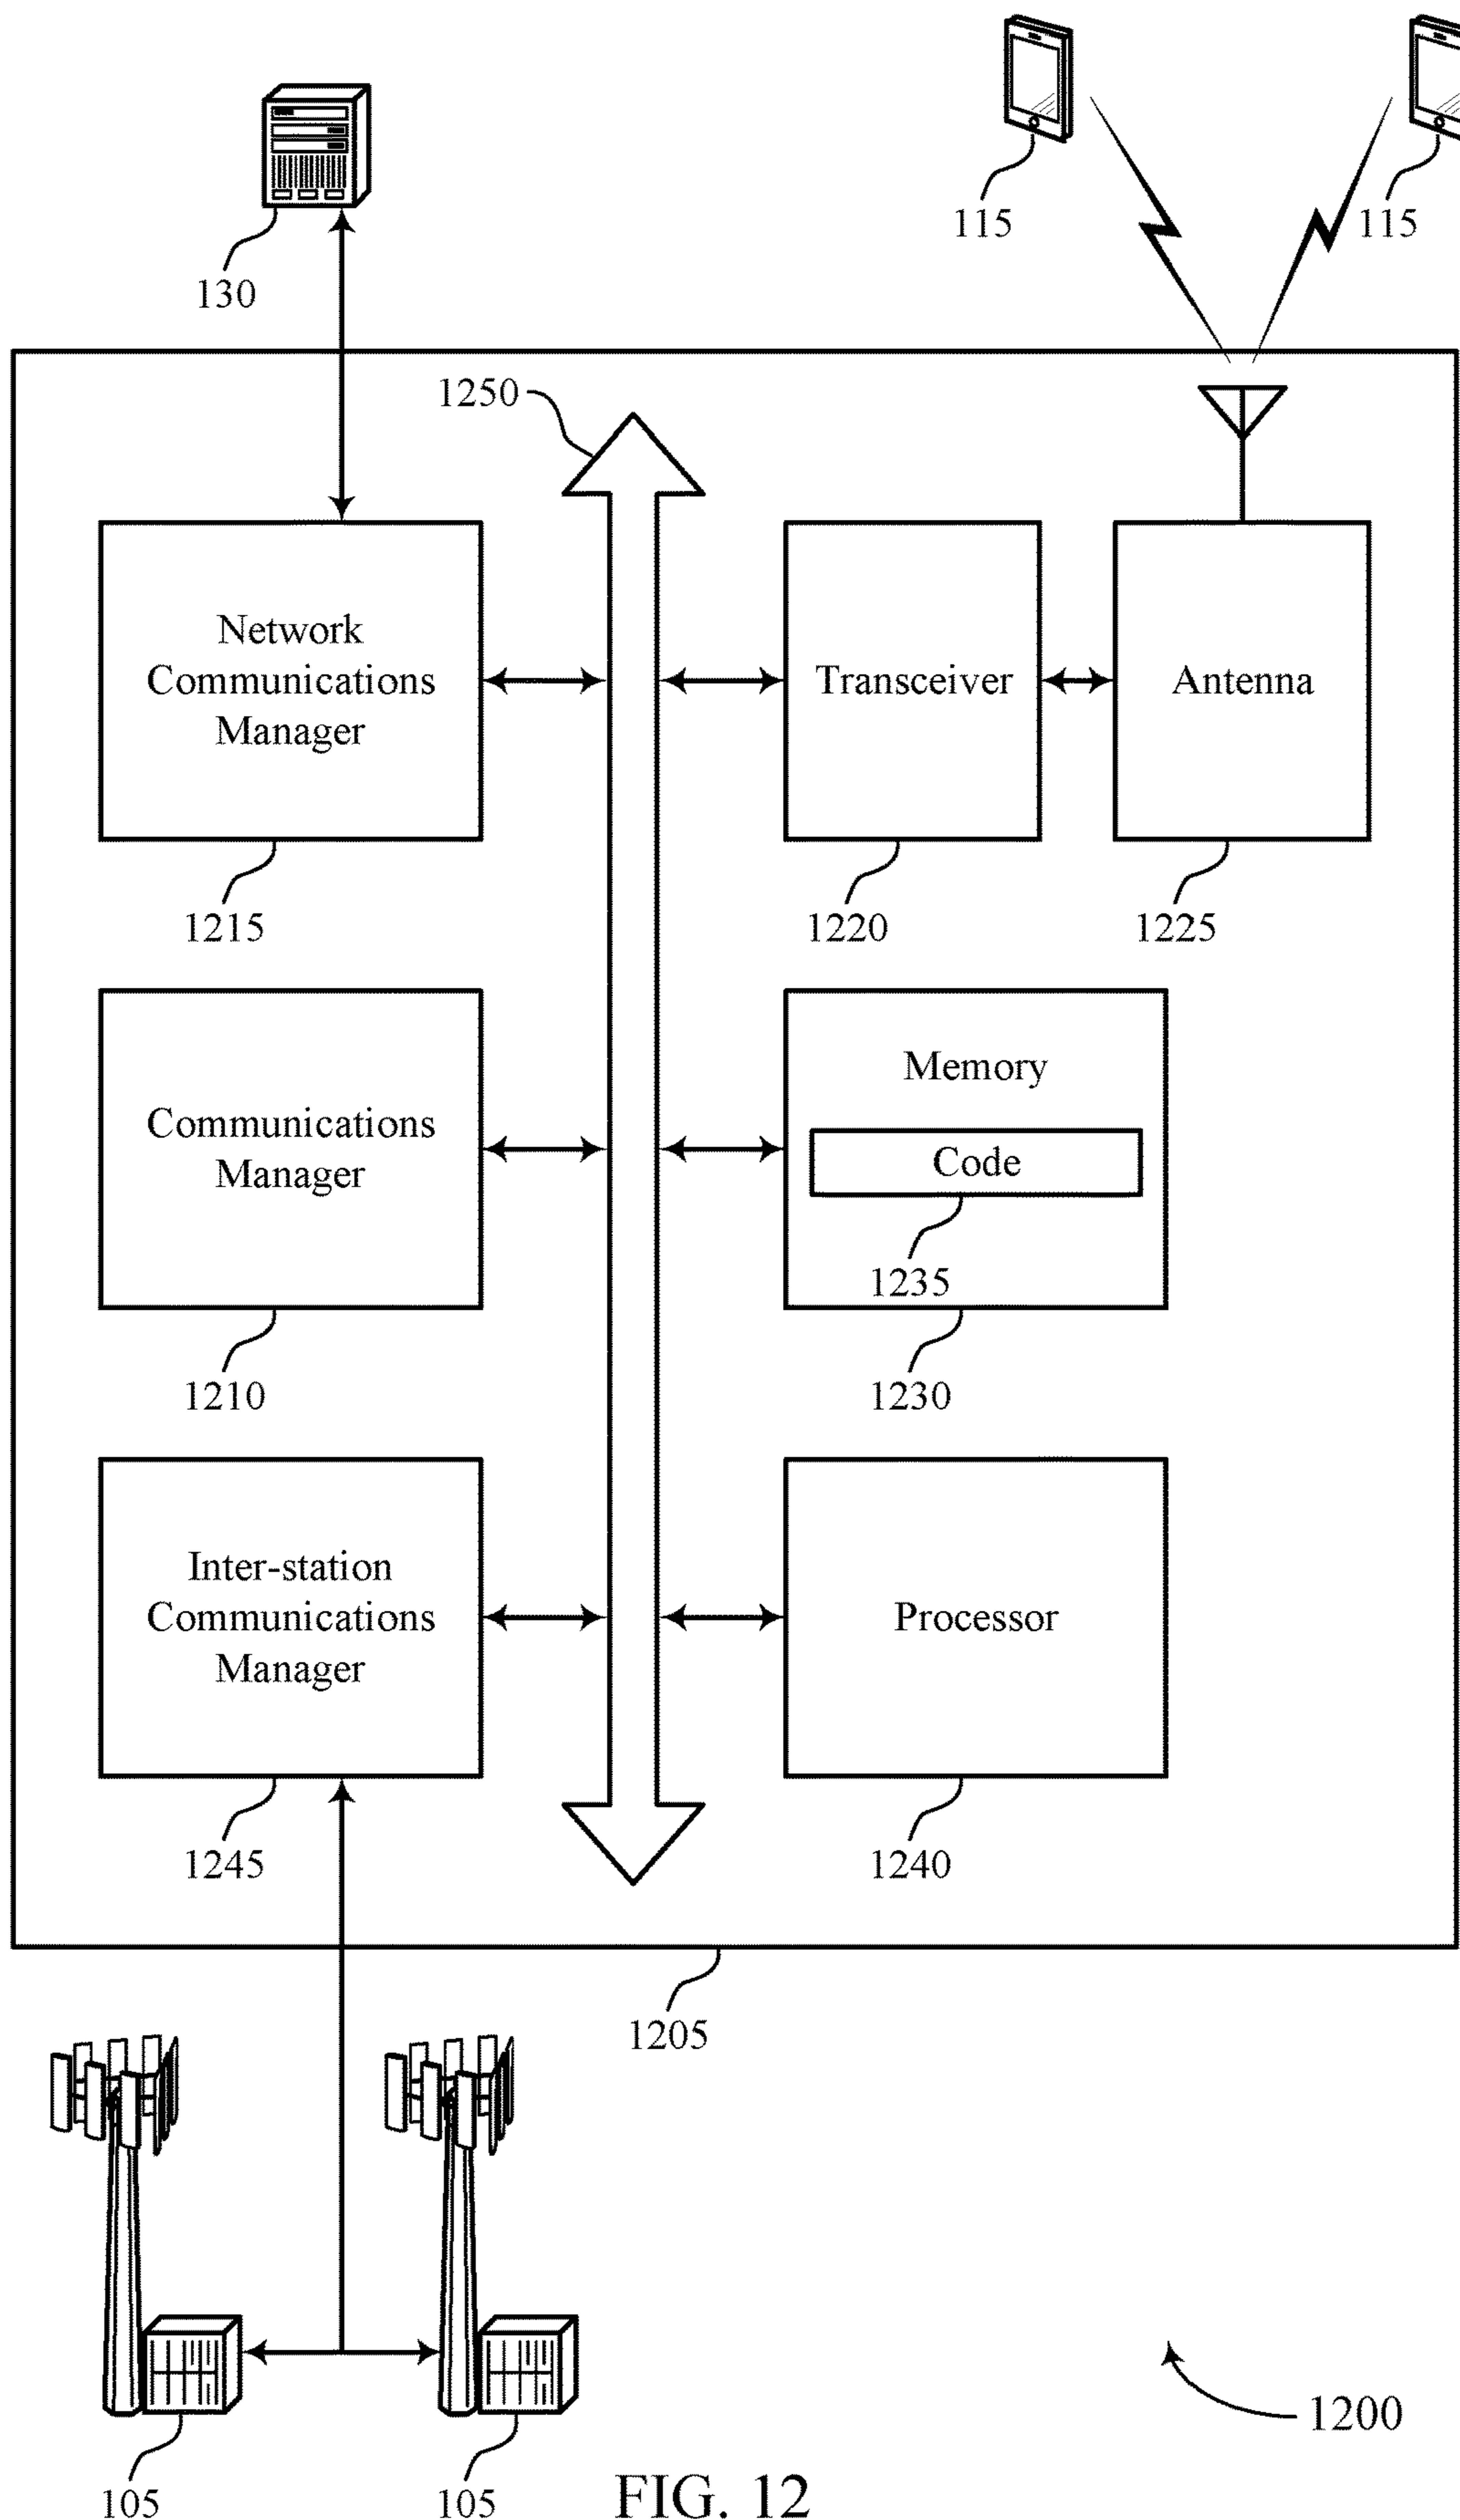 115
115
130
1250
Network
Communications
Manager
Transceiver
Antenna
1215
1220
1225
Communications
Manager
Memory
Code
1235
1210
1230
Inter-station
Communications
Manager
Processor
1245
1240
1205
1200
105
105
FIG. 12